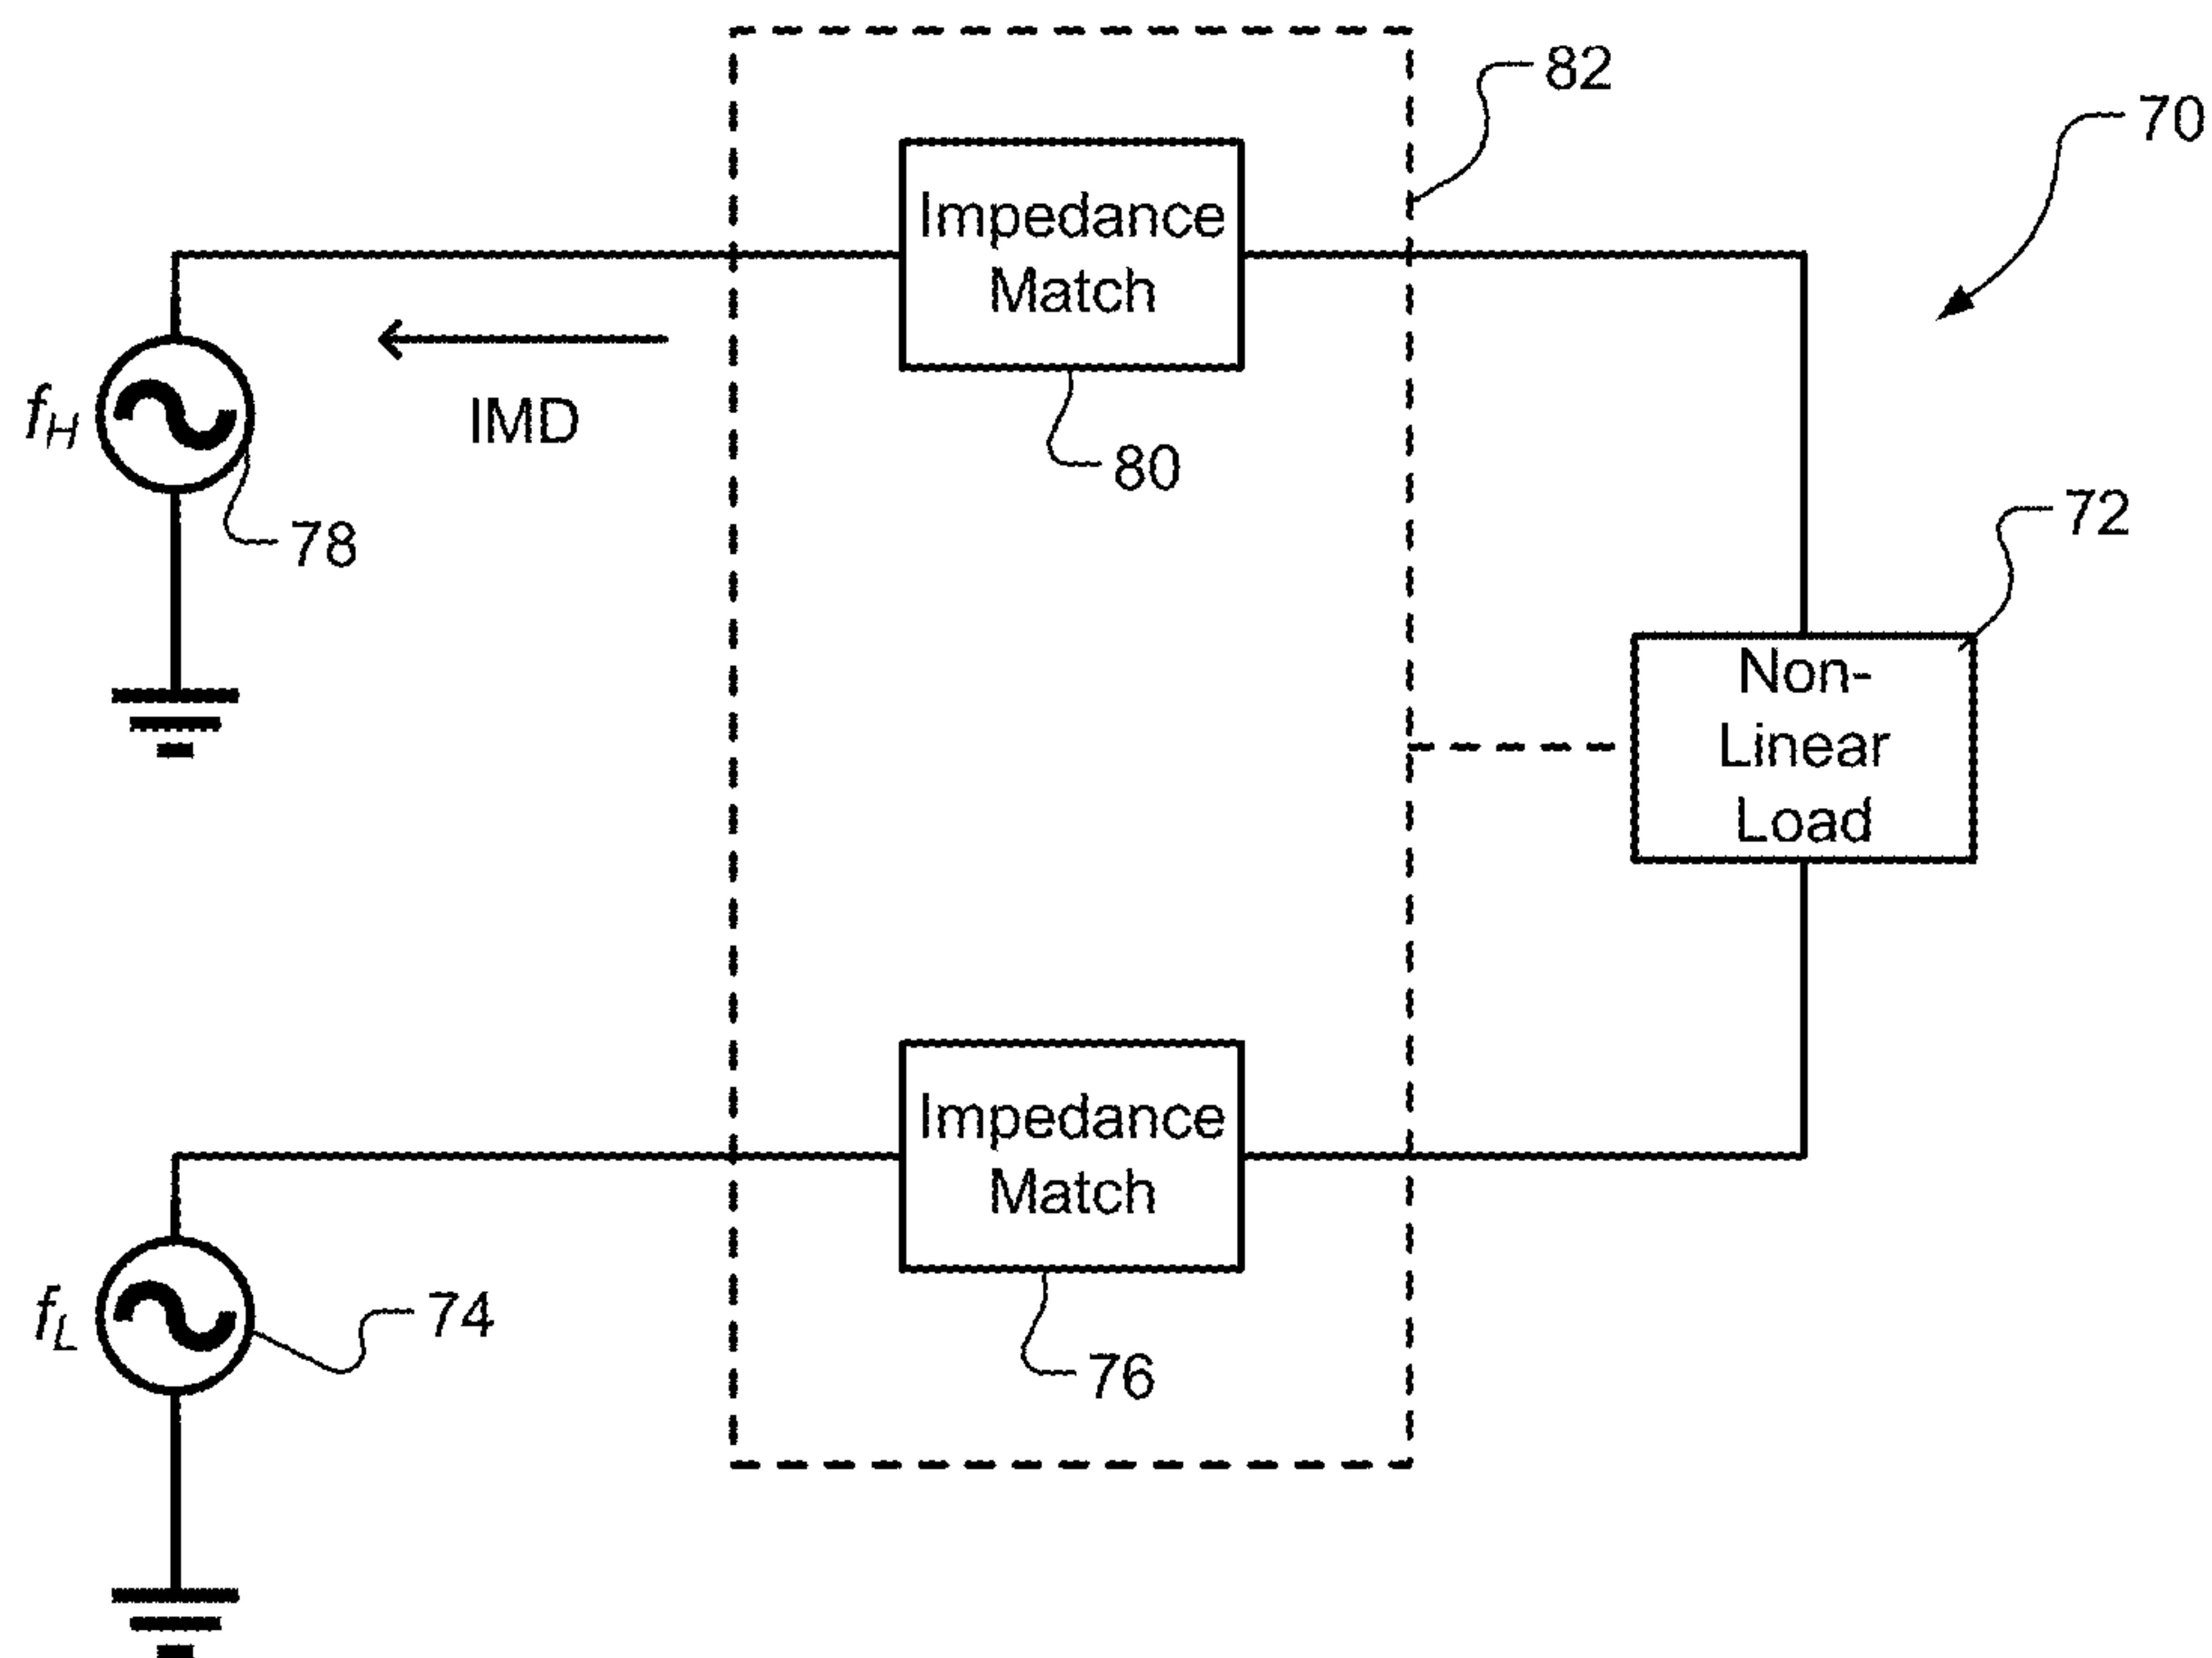 82
70
Impedance
Match
f_H
IMD
80
78
72
Non-
Linear
Load
Impedance
Match
f_L
74
76